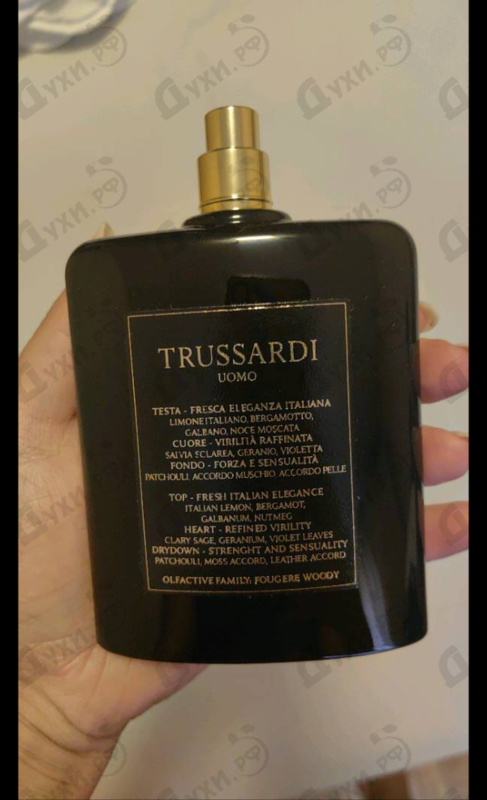 TRUSSARDI
UOMO
TESTA - FRESCA ELEGANZA ITALIANA
LIMONE ITALIANO, BERGAMOTTO,
GALBANO, NOCE MOSCATA
CUORE - VIRILITÀ RAFFINATA
SALVIA SCLAREA, GERANIO, VIOLETTA
FONDO - FORZA E SENSUALITÀ
PATCHOULI, ACCORDO MUSCHIO, ACCORDO PELLE
TOP - FRESH ITALIAN ELEGANCE
ITALIAN LEMON, BERGAMOT,
GALBANUM, NUTMEG
HEART - REFINED VIRILITY
CLARY SAGE, GERANIUM, VIOLET LEAVES
DRYDOWN - STRENGHT AND SENSUALITY
PATCHOULI, MOSS ACCORD, LEATHER ACCORD
OLFACTIVE FAMILY: FOUGERE WOODY
Духи.рф